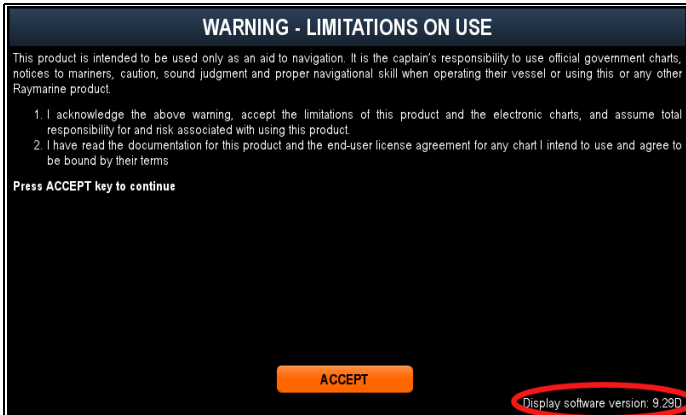 WARNING - LIMITATIONS ON USE
This product is intended to be used only as an aid to navigation. It is the captain's responsibility to use official government charts,
notices to mariners, caution, sound judgment and proper navigational skill when operating their vessel or using this or any other
Raymarine product.
1. I acknowledge the above warning, accept the limitations of this product and the electronic charts, and assume total
responsibility for and risk associated with using this product.
2. I have read the documentation for this product and the end-user license agreement for any chart I intend to use and agree to
be bound by their terms
Press ACCEPT key to continue
ACCEPT
Display software version: 9.29D